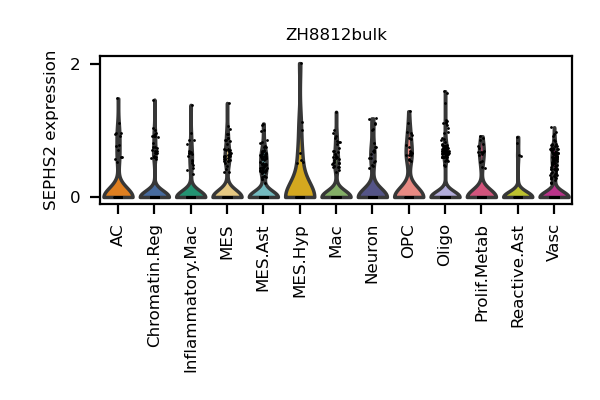 ZH8812bulk
SEPHS2 expression
2
0
AC
Chromatin.Reg
Inflammatory.Mac
MES
MES.Ast
MES.Hyp
Mac
Neuron
OPC
Oligo
Prolif.Metab
Reactive.Ast
Vasc